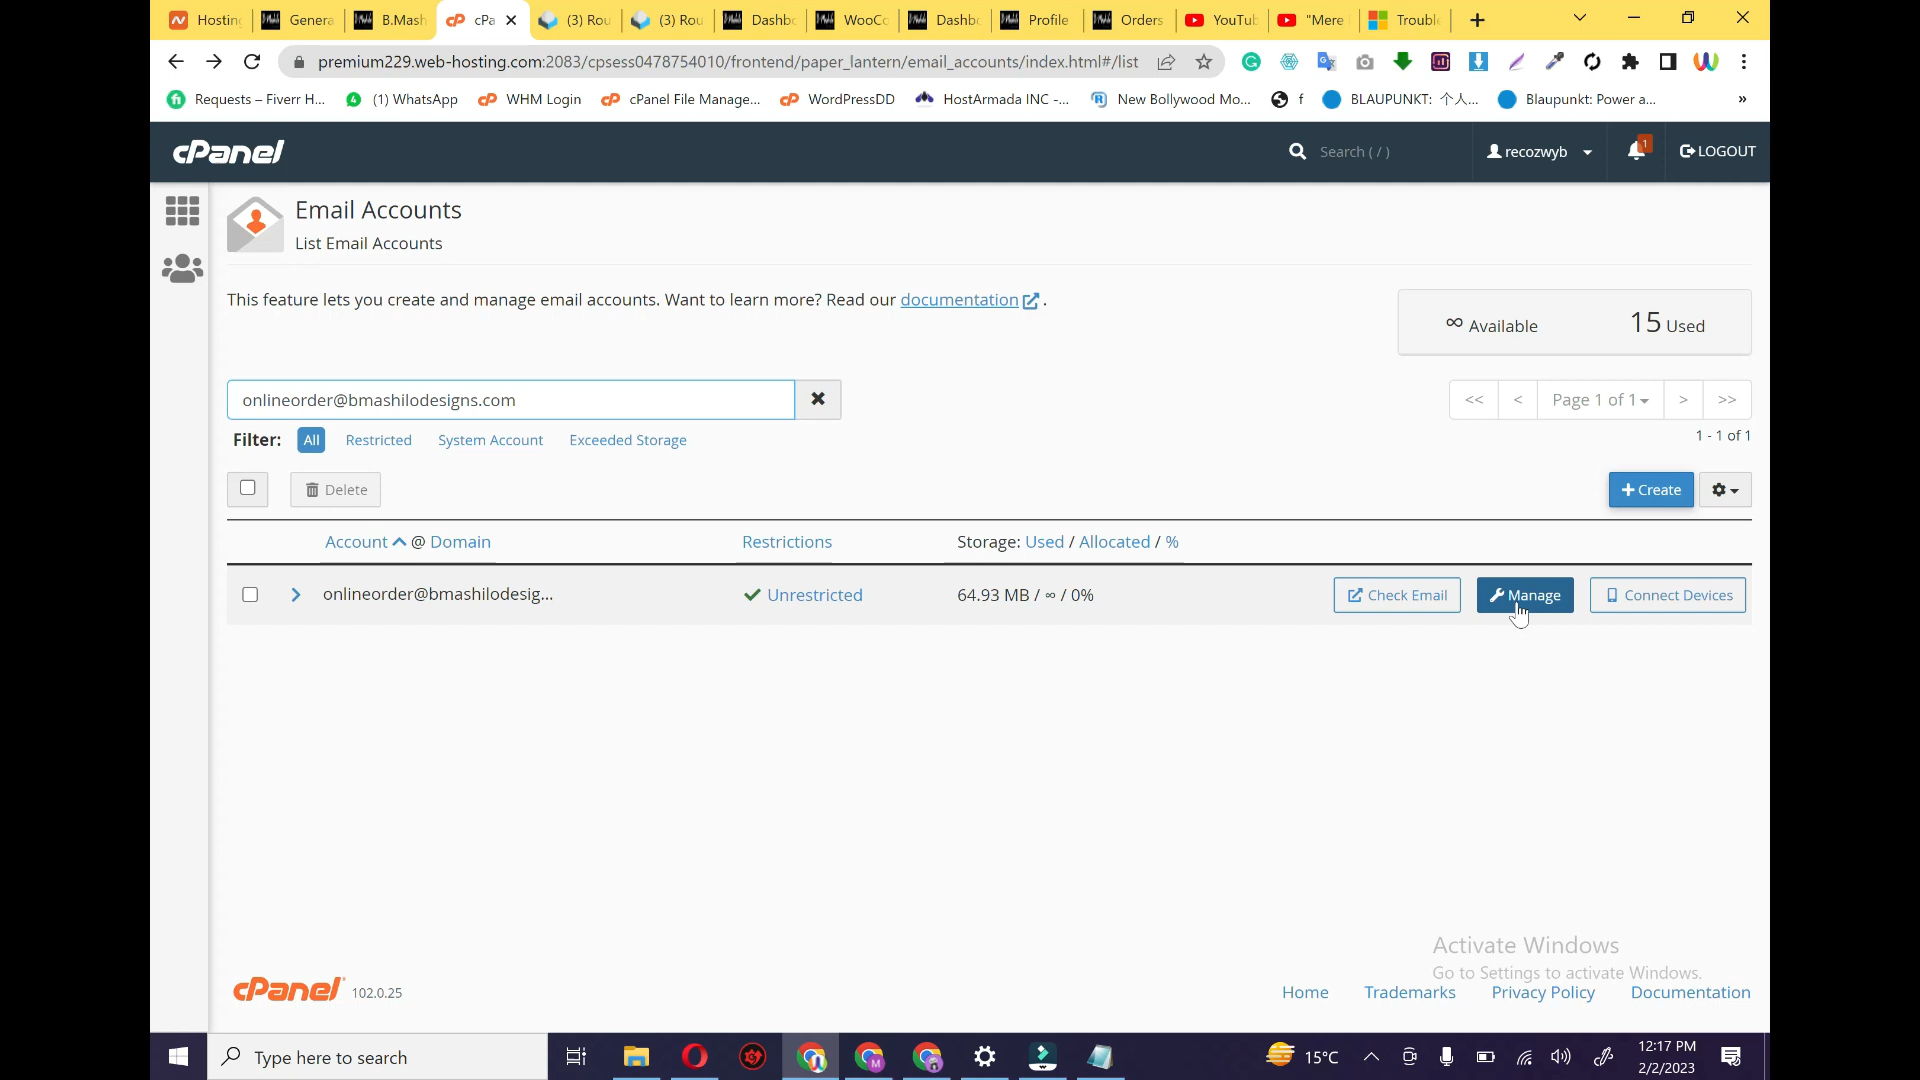 Hosting
Genera
B.Mash
cPa
(3) Rou
(3) Rou
Dashbo
WooCo
Dashbo
Profile
Orders
YouTub
"Mere
Troubl
premium229.web-hosting.com:2083/cpsess0478754010/frontend/paper_lantern/email_accounts/index.html#/list
Requests – Fiverr H...
(1) WhatsApp
WHM Login
cPanel File Manage...
WordPressDD
HostArmada INC -...
New Bollywood Mo...
f
BLAUPUNKT: 个人...
Blaupunkt: Power a...
»
cPanel
Search ( / )
recozwyb
1
LOGOUT
Email Accounts
List Email Accounts
This feature lets you create and manage email accounts. Want to learn more? Read our documentation .
∞ Available
15 Used
onlineorder@bmashilodesigns.com
<< < Page 1 of 1 > >>
Filter: All Restricted System Account Exceeded Storage
1 - 1 of 1
Delete
+ Create
Account @ Domain
Restrictions
Storage: Used / Allocated / %
onlineorder@bmashilodesig...
Unrestricted
64.93 MB / ∞ / 0%
Check Email
Manage
Connect Devices
Activate Windows
Go to Settings to activate Windows.
cPanel 102.0.25
Home Trademarks Privacy Policy Documentation
Type here to search
15°C
12:17 PM
2/2/2023